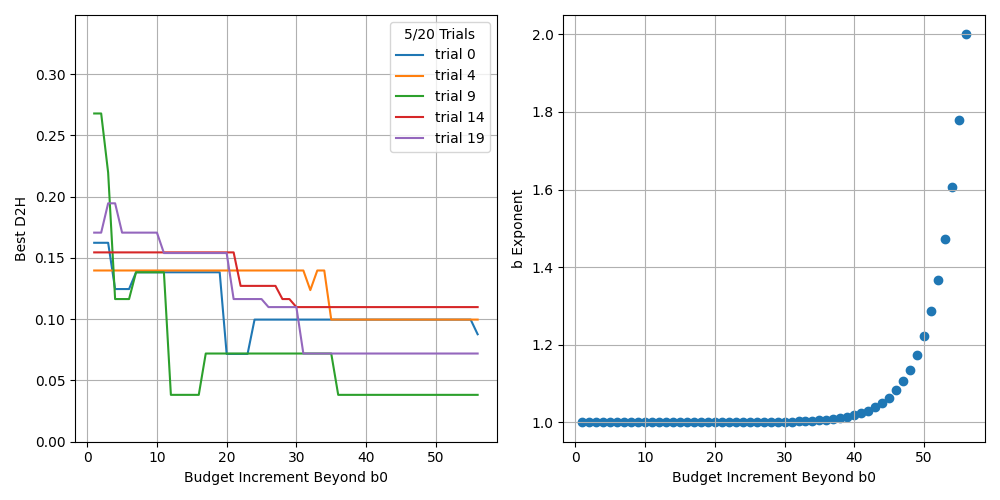 5/20 Trials
trial 0
trial 4
trial 9
trial 14
trial 19
Best D2H
0.30
0.25
0.20
0.15
0.10
0.05
0.00
0 10 20 30 40 50
Budget Increment Beyond b0
b Exponent
2.0
1.8
1.6
1.4
1.2
1.0
0 10 20 30 40 50
Budget Increment Beyond b0